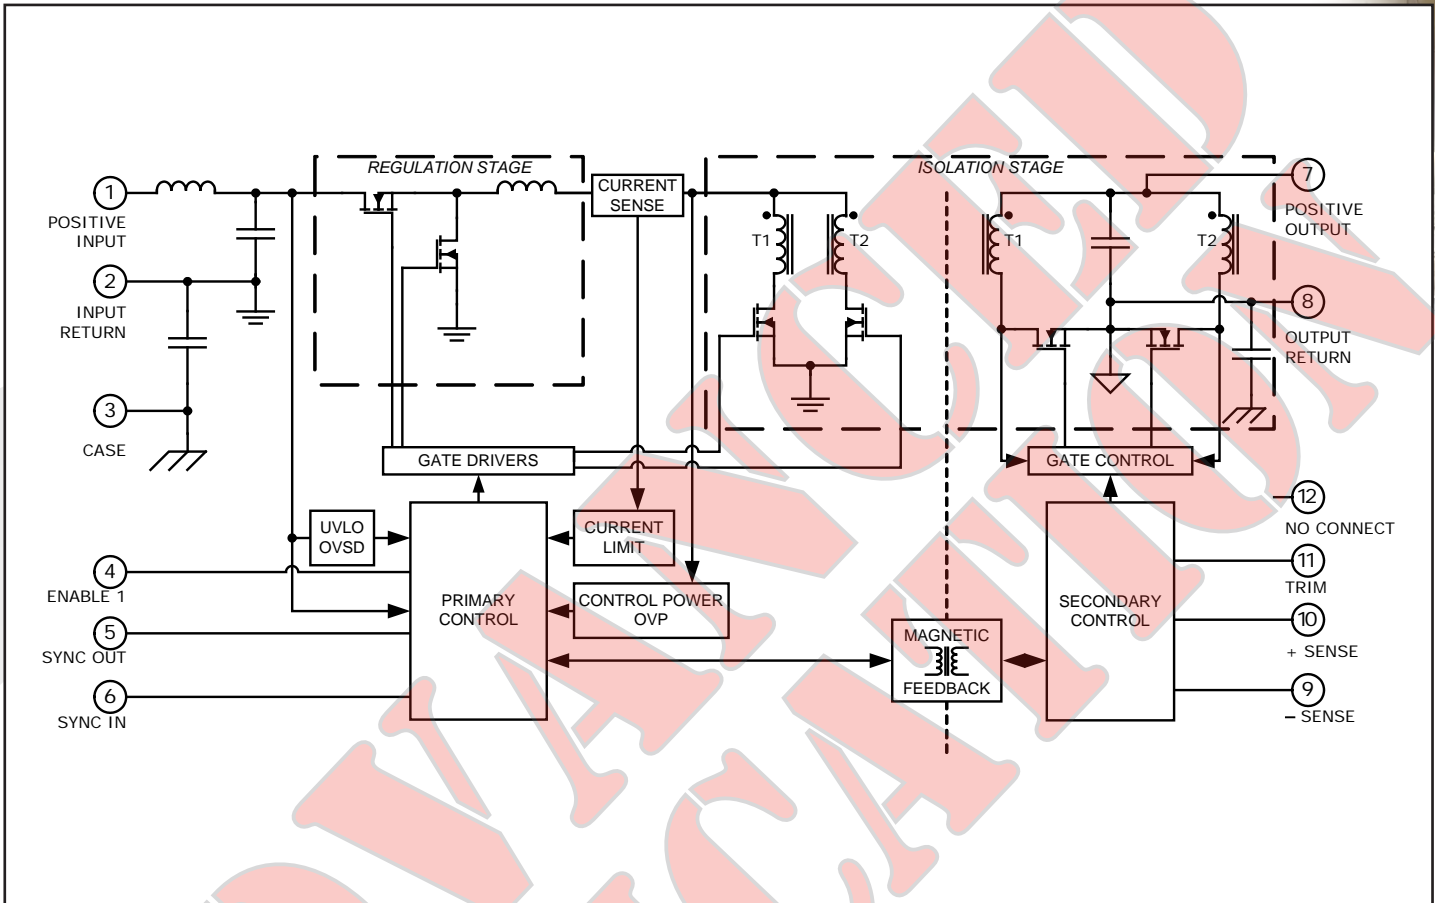 REGULATION STAGE
ISOLATION STAGE
1
POSITIVE
INPUT
2
INPUT
RETURN
3
CASE
CURRENT
SENSE
T1
T2
T1
T2
7
POSITIVE
OUTPUT
8
OUTPUT
RETURN
GATE DRIVERS
GATE CONTROL
UVLO
OVSD
CURRENT
LIMIT
4
ENABLE 1
PRIMARY
CONTROL
CONTROL POWER
OVP
5
SYNC OUT
6
SYNC IN
MAGNETIC
FEEDBACK
SECONDARY
CONTROL
12
NO CONNECT
11
TRIM
10
+ SENSE
9
– SENSE